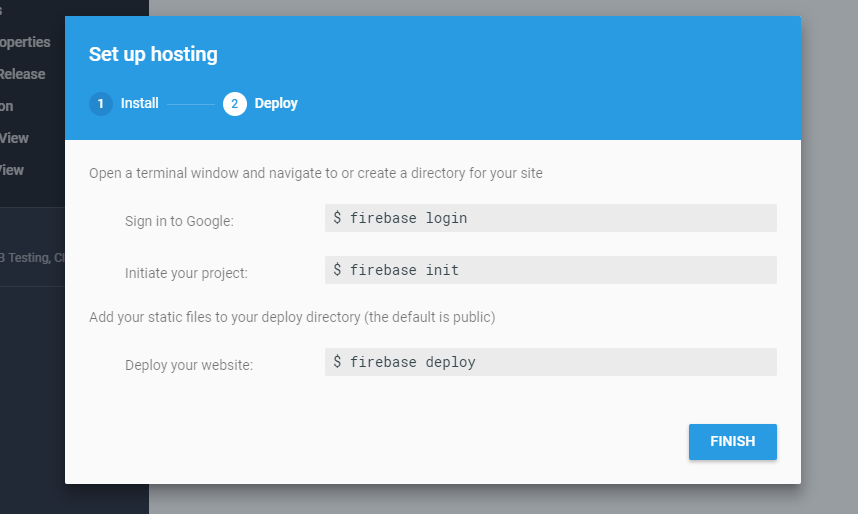 Set up hosting
1 Install 2 Deploy
Open a terminal window and navigate to or create a directory for your site
Sign in to Google: $ firebase login
Initiate your project: $ firebase init
Add your static files to your deploy directory (the default is public)
Deploy your website: $ firebase deploy
FINISH
operties
Release
on
View
View
Testing,